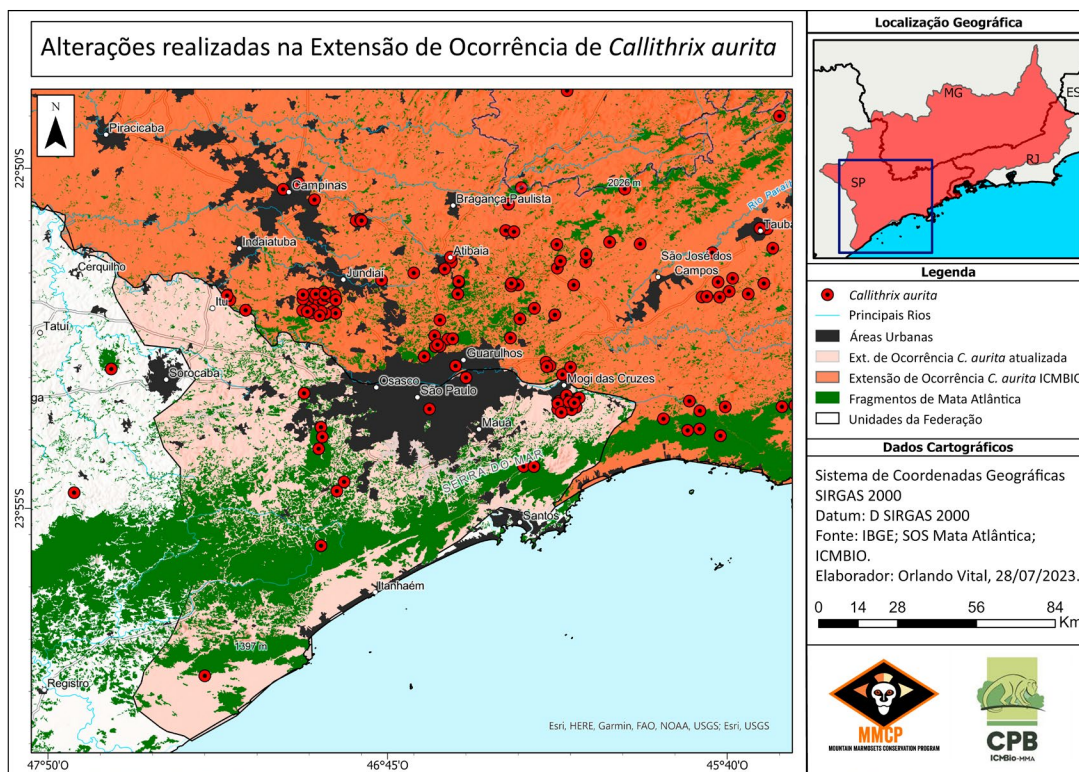 Alterações realizadas na Extensão de Ocorrência de Callithrix aurita
N
Piracicaba
Campinas
2026 m
Bragança Paulista
Indaiatuba
Atibaia
São José dos
Campos
Cerquilho
Jundiaí
Itu
Tatuí
Sorocaba
Guarulhos
Osasco
São Paulo
Mogi das Cruzes
Mauá
SERRA DO MAR
Santos
Itanhaém
1397 m
Registro
Esri, HERE, Garmin, FAO, NOAA, USGS; Esri, USGS
22°50'S
23°55'S
47°50'O
46°45'O
45°40'O
Localização Geográfica
MG
ES
RJ
SP
Legenda
Callithrix aurita
Principais Rios
Áreas Urbanas
Ext. de Ocorrência C. aurita atualizada
Extensão de Ocorrência C. aurita ICMBIO
Fragmentos de Mata Atlântica
Unidades da Federação
Dados Cartográficos
Sistema de Coordenadas Geográficas
SIRGAS 2000
Datum: D SIRGAS 2000
Fonte: IBGE; SOS Mata Atlântica;
ICMBIO.
Elaborador: Orlando Vital, 28/07/2023.
0 14 28 56 84
Km
MMCP
MOUNTAIN MARMOSETS CONSERVATION PROGRAM
CPB
ICMBio-MMA